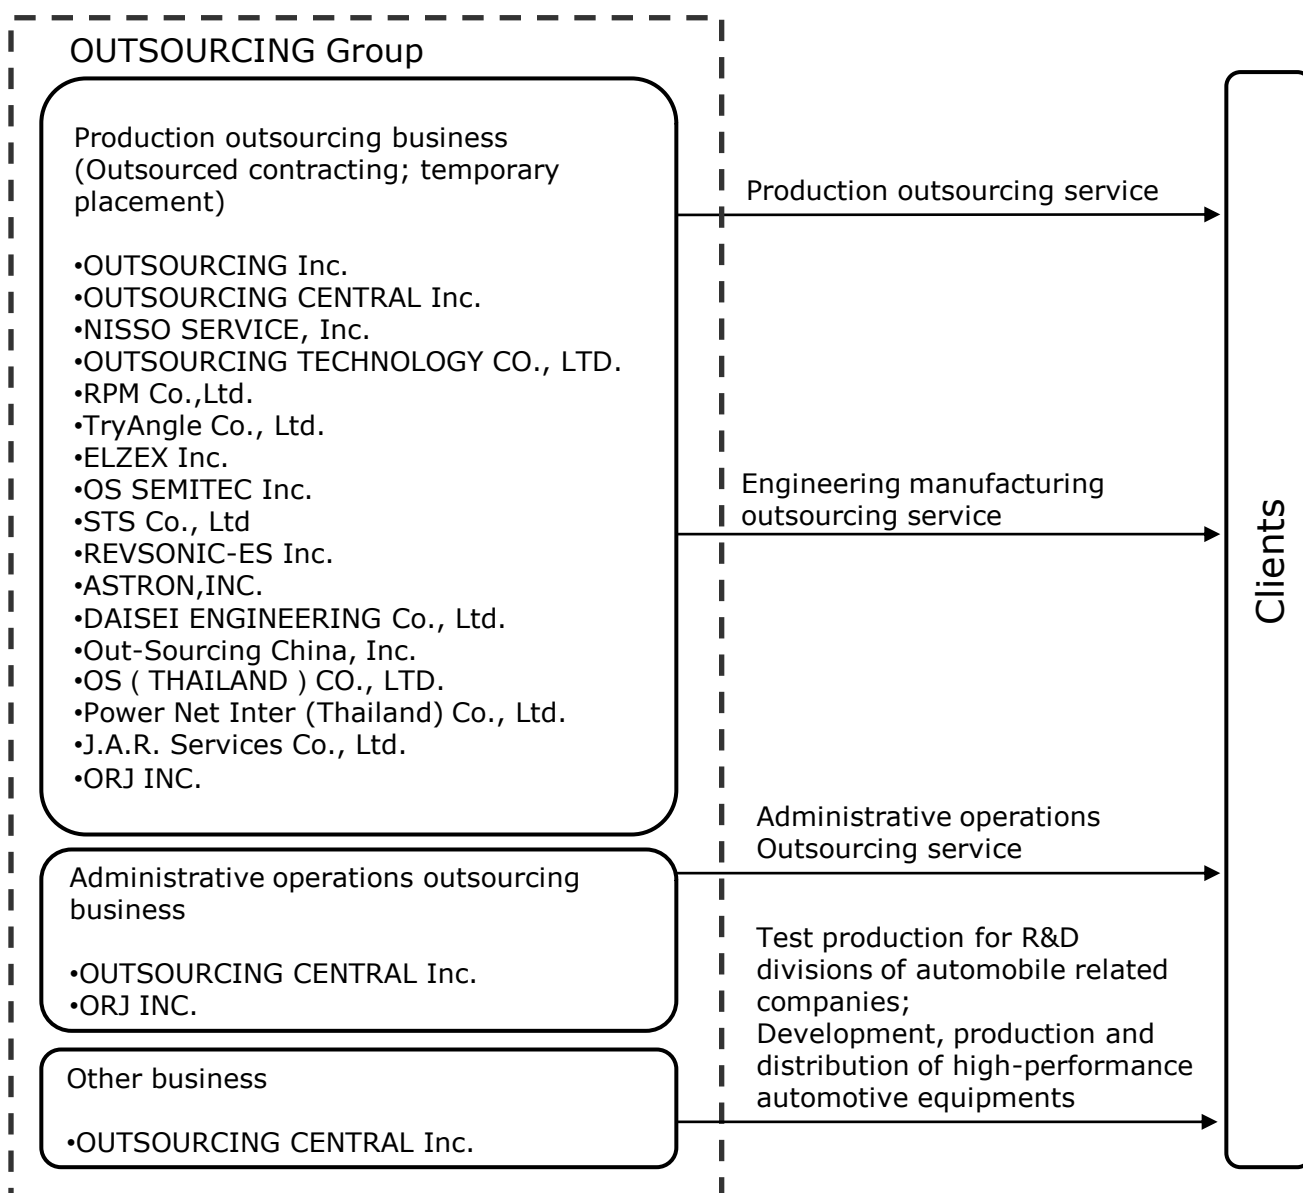 OUTSOURCING Group
Production outsourcing business
(Outsourced contracting; temporary
placement)
•OUTSOURCING Inc.
•OUTSOURCING CENTRAL Inc.
•NISSO SERVICE, Inc.
•OUTSOURCING TECHNOLOGY CO., LTD.
•RPM Co.,Ltd.
•TryAngle Co., Ltd.
•ELZEX Inc.
•OS SEMITEC Inc.
•STS Co., Ltd
•REVSONIC-ES Inc.
•ASTRON,INC.
•DAISEI ENGINEERING Co., Ltd.
•Out-Sourcing China, Inc.
•OS ( THAILAND ) CO., LTD.
•Power Net Inter (Thailand) Co., Ltd.
•J.A.R. Services Co., Ltd.
•ORJ INC.
Production outsourcing service
Engineering manufacturing
outsourcing service
Administrative operations outsourcing
business
•OUTSOURCING CENTRAL Inc.
•ORJ INC.
Administrative operations
Outsourcing service
Other business
•OUTSOURCING CENTRAL Inc.
Test production for R&D
divisions of automobile related
companies;
Development, production and
distribution of high-performance
automotive equipments
Clients